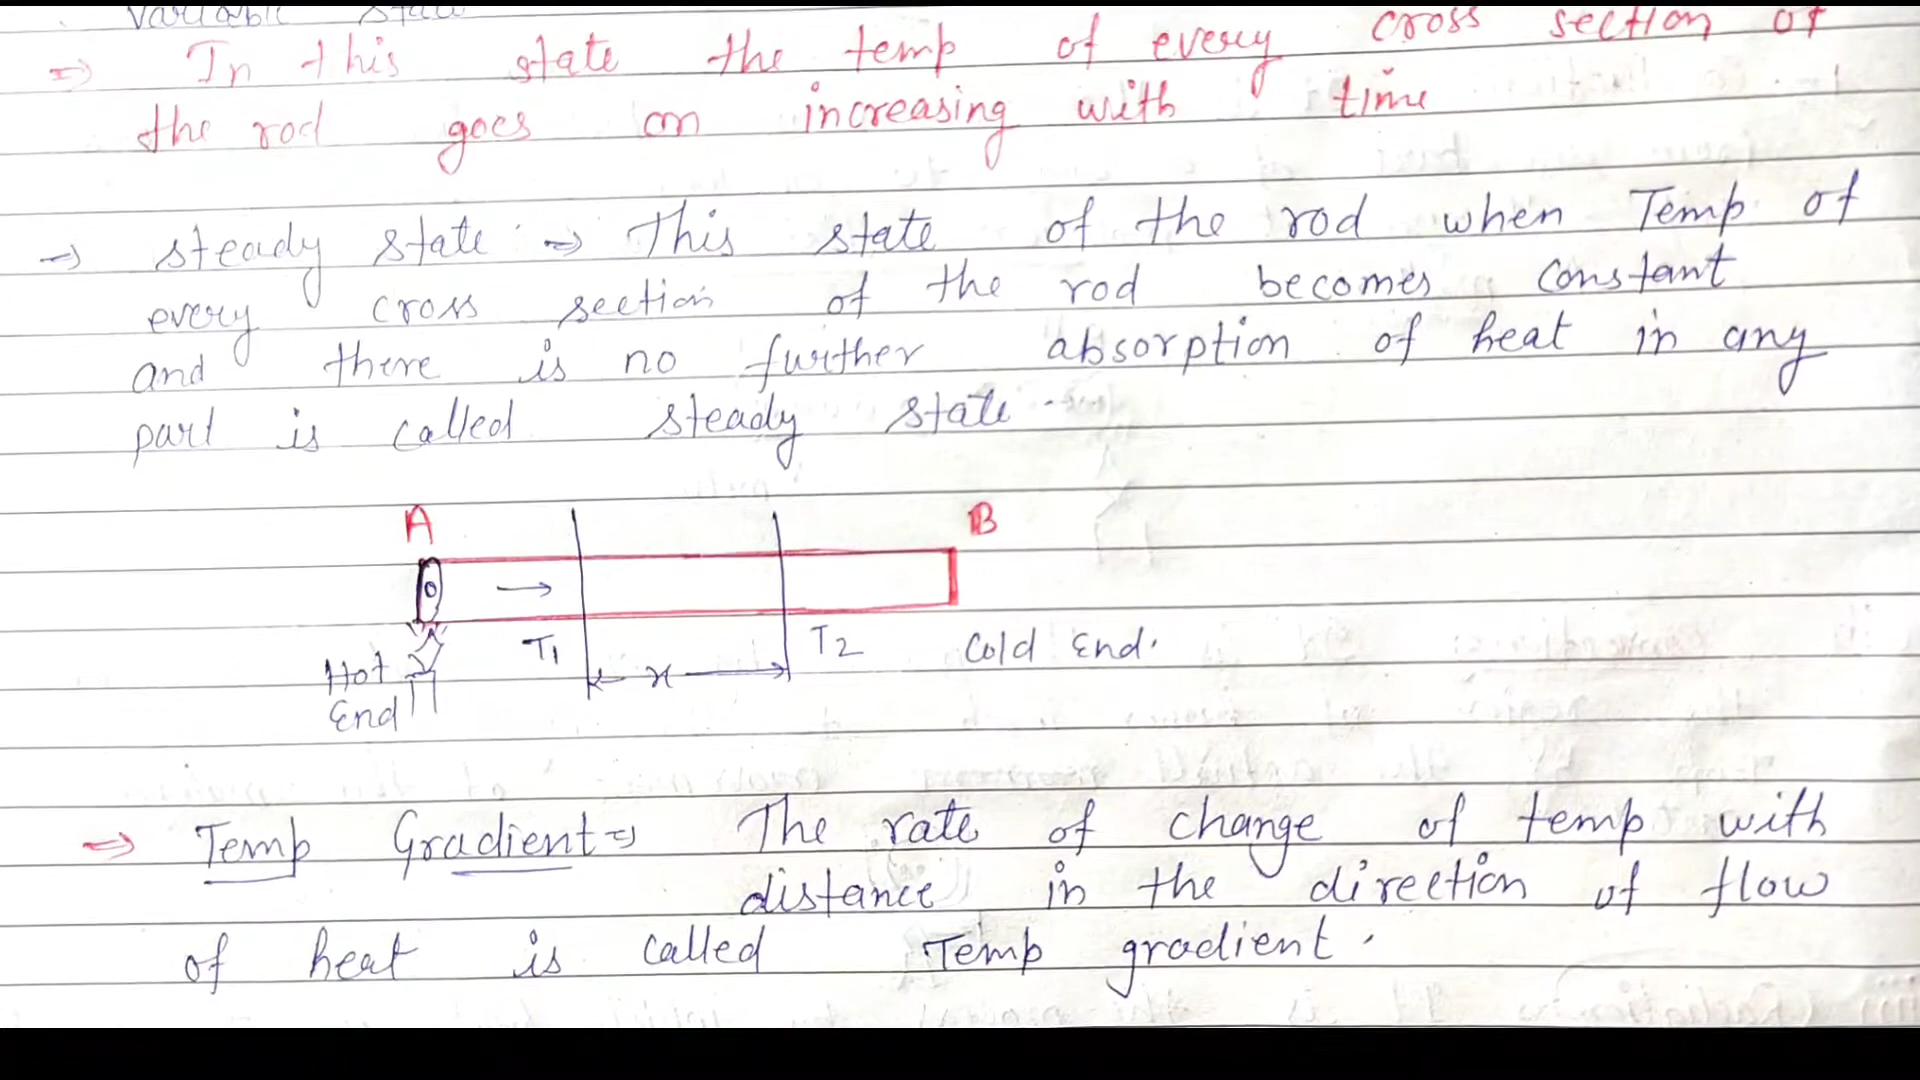 Variable State
⇒ In this state the temp of every cross section of
the rod goes on increasing with time
→ steady state ⇒ This state of the rod when Temp of
every cross section of the rod becomes constant
and there is no further absorption of heat in any
part is called steady state.
A B
T1 T2 Cold End.
Hot x
End
⇒ Temp Gradient ⇒ The rate of change of temp with
distance in the direction of flow
of heat is called Temp gradient.